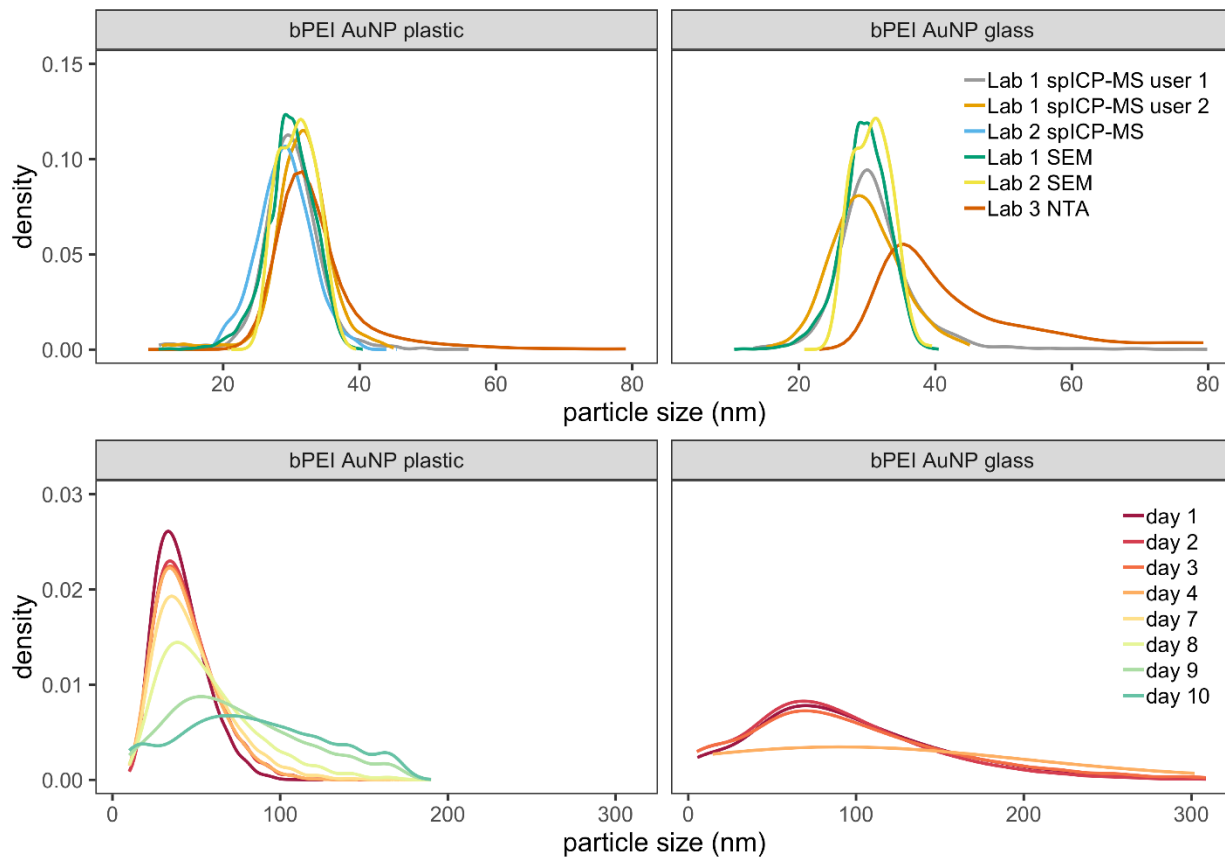 bPEI AuNP plastic
bPEI AuNP glass
0.15
0.10
0.05
0.00
density
Lab 1 spICP-MS user 1
Lab 1 spICP-MS user 2
Lab 2 spICP-MS
Lab 1 SEM
Lab 2 SEM
Lab 3 NTA
20 40 60 80
20 40 60 80
particle size (nm)
bPEI AuNP plastic
bPEI AuNP glass
0.03
0.02
0.01
0.00
density
day 1
day 2
day 3
day 4
day 7
day 8
day 9
day 10
0 100 200 300
0 100 200 300
particle size (nm)